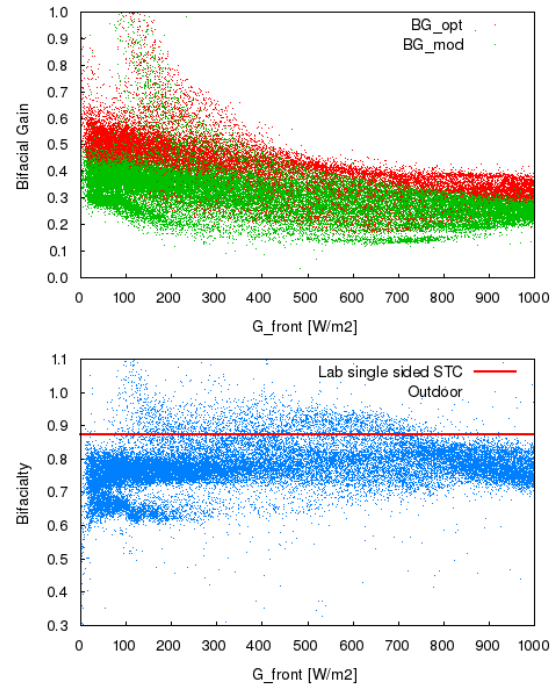 1.0
0.9
0.8
0.7
0.6
0.5
0.4
0.3
0.2
0.1
0.0
Bifacial Gain
BG_opt
BG_mod
0 100 200 300 400 500 600 700 800 900 1000
G_front [W/m2]
1.1
1.0
0.9
0.8
0.7
0.6
0.5
0.4
0.3
Bifacialty
Lab single sided STC
Outdoor
0 100 200 300 400 500 600 700 800 900 1000
G_front [W/m2]